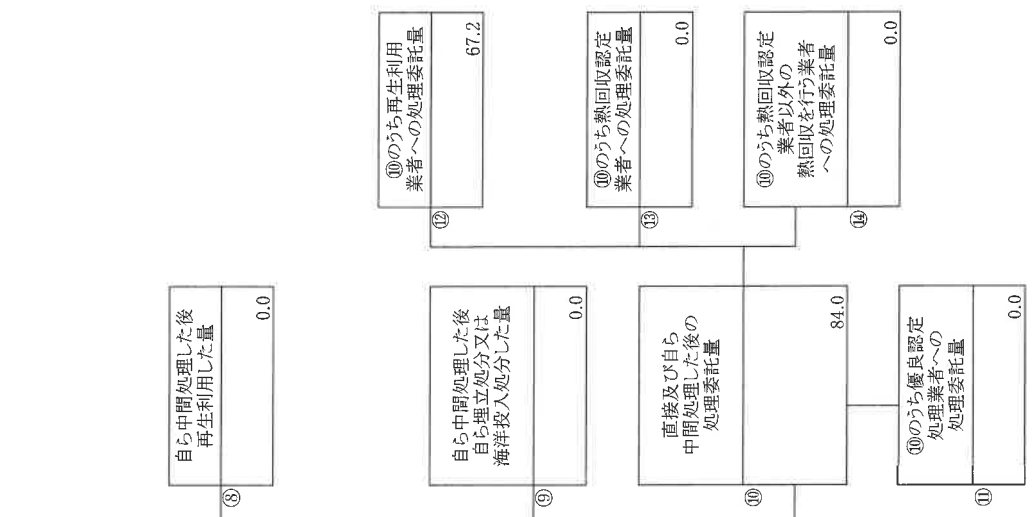 ⑧
自ら中間処理した後
再生利用した量
0.0
⑨
自ら中間処理した後
自ら埋立処分又は
海洋投入処分した量
0.0
⑩
直接及び自ら
中間処理した後の
処理委託量
84.0
⑪
⑩のうち優良認定
処理業者への
処理委託量
0.0
⑫
⑩のうち再生利用
業者への処理委託量
67.2
⑬
⑩のうち熱回収認定
業者への処理委託量
0.0
⑭
⑩のうち熱回収認定
業者以外の
熱回収を行う業者
への処理委託量
0.0